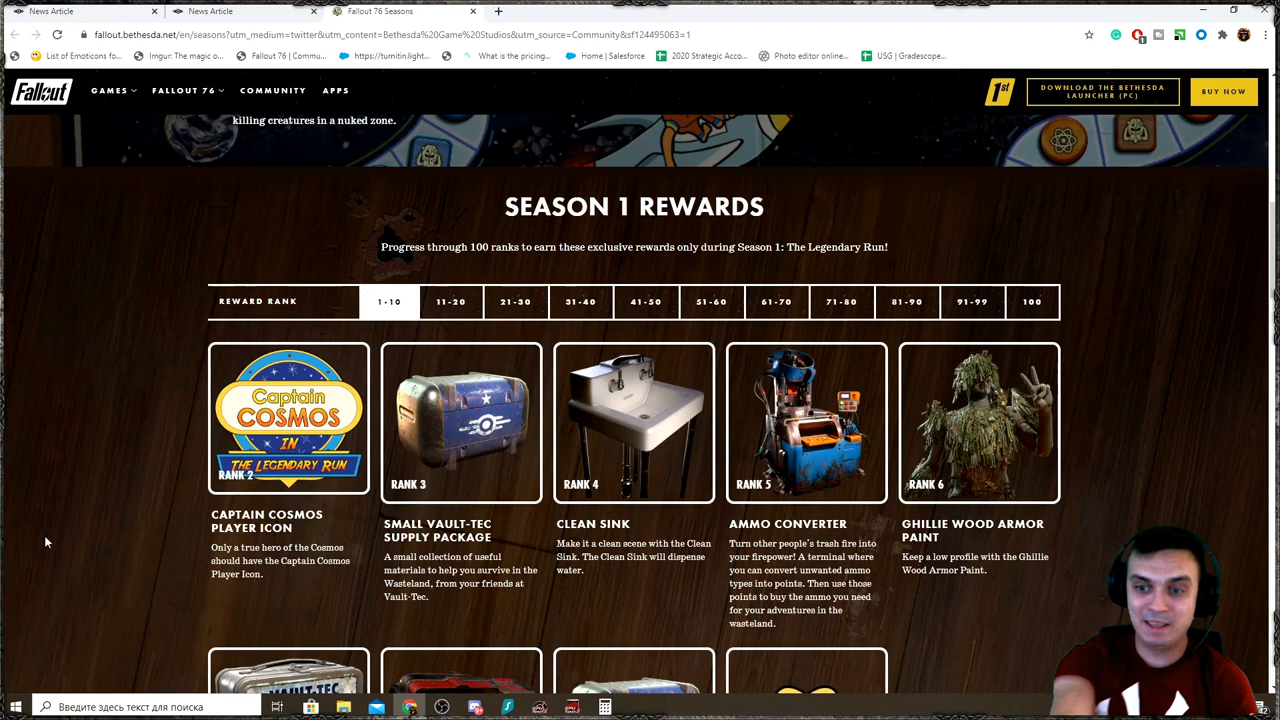 News Article
News Article
Fallout 76 Seasons
fallout.bethesda.net/en/seasons?utm_medium=twitter&utm_content=Bethesda%20Game%20Studios&utm_source=Community&sf124495063=1
List of Emoticons fo...
Imgur: The magic o...
Fallout 76 | Commu...
https://turnitin.light...
What is the pricing...
Home | Salesforce
2020 Strategic Acco...
Photo editor online...
USG | Gradescope...
Fallout
GAMES
FALLOUT 76
COMMUNITY
APPS
1st
DOWNLOAD THE BETHESDA
LAUNCHER (PC)
BUY NOW
killing creatures in a nuked zone.
SEASON 1 REWARDS
Progress through 100 ranks to earn these exclusive rewards only during Season 1: The Legendary Run!
REWARD RANK
1-10
11-20
21-30
31-40
41-50
51-60
61-70
71-80
81-90
91-99
100
Captain
COSMOS
IN
THE LEGENDARY RUN
RANK 2
RANK 3
RANK 4
RANK 5
RANK 6
CAPTAIN COSMOS
PLAYER ICON
Only a true hero of the Cosmos
should have the Captain Cosmos
Player Icon.
SMALL VAULT-TEC
SUPPLY PACKAGE
A small collection of useful
materials to help you survive in the
Wasteland, from your friends at
Vault-Tec.
CLEAN SINK
Make it a clean scene with the Clean
Sink. The Clean Sink will dispense
water.
AMMO CONVERTER
Turn other people's trash fire into
your firepower! A terminal where
you can convert unwanted ammo
types into points. Then use those
points to buy the ammo you need
for your adventures in the
wasteland.
GHILLIE WOOD ARMOR
PAINT
Keep a low profile with the Ghillie
Wood Armor Paint.
VAULT-TEC
Введите здесь текст для поиска